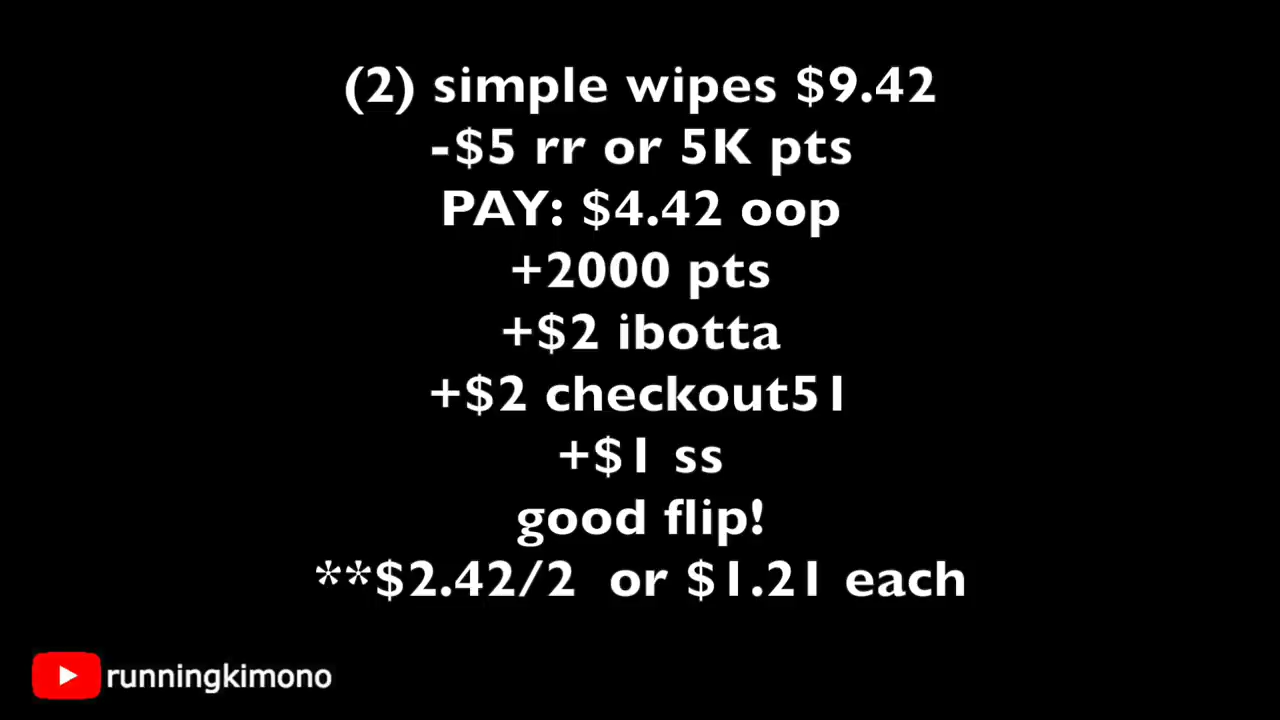 (2) simple wipes $9.42
-$5 rr or 5K pts
PAY: $4.42 oop
+2000 pts
+$2 ibotta
+$2 checkout51
+$1 ss
good flip!
**$2.42/2 or $1.21 each
runningkimono